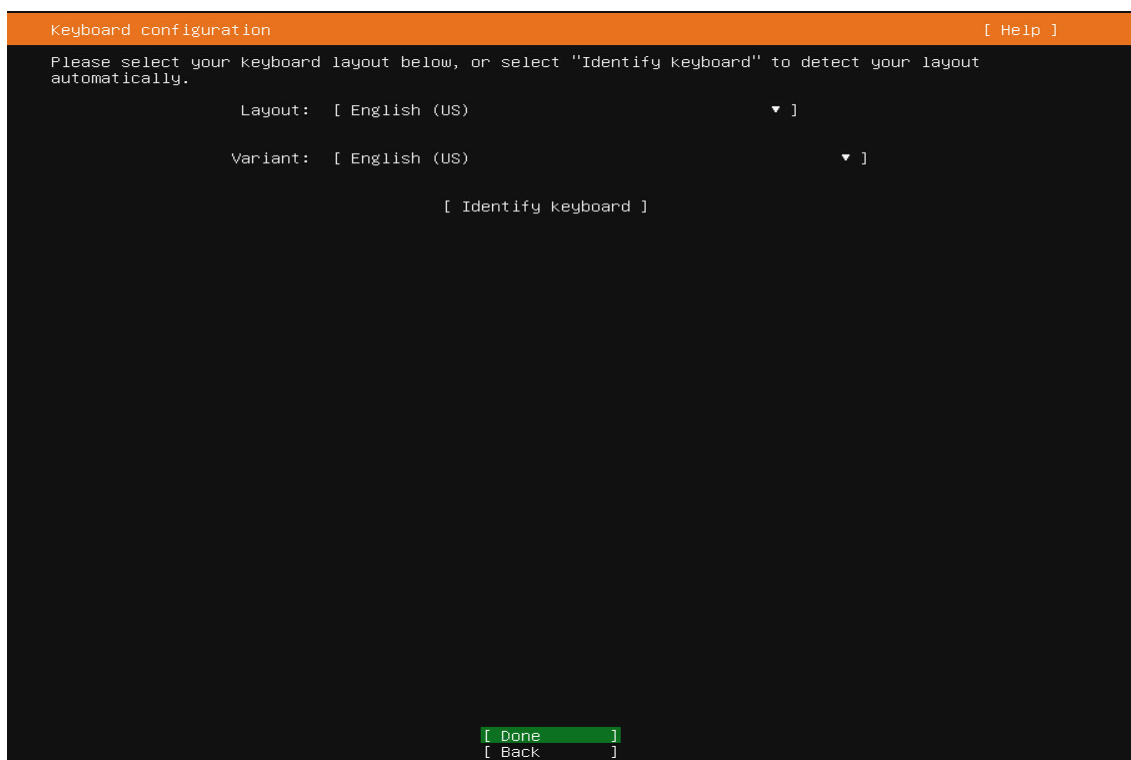 Keyboard configuration [ Help ]
Please select your keyboard layout below, or select "Identify keyboard" to detect your layout
automatically.
Layout: [ English (US) ▾ ]
Variant: [ English (US) ▾ ]
[ Identify keyboard ]
[ Done ]
[ Back ]